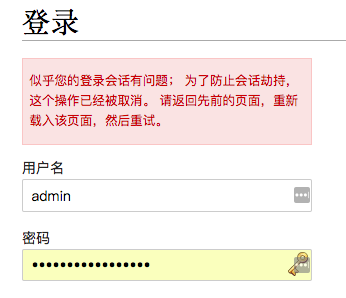 登录
似乎您的登录会话有问题； 为了防止会话劫持，
这个操作已经被取消。 请返回先前的页面，重新
载入该页面，然后重试。
用户名
admin
密码
•••••••••••••••••